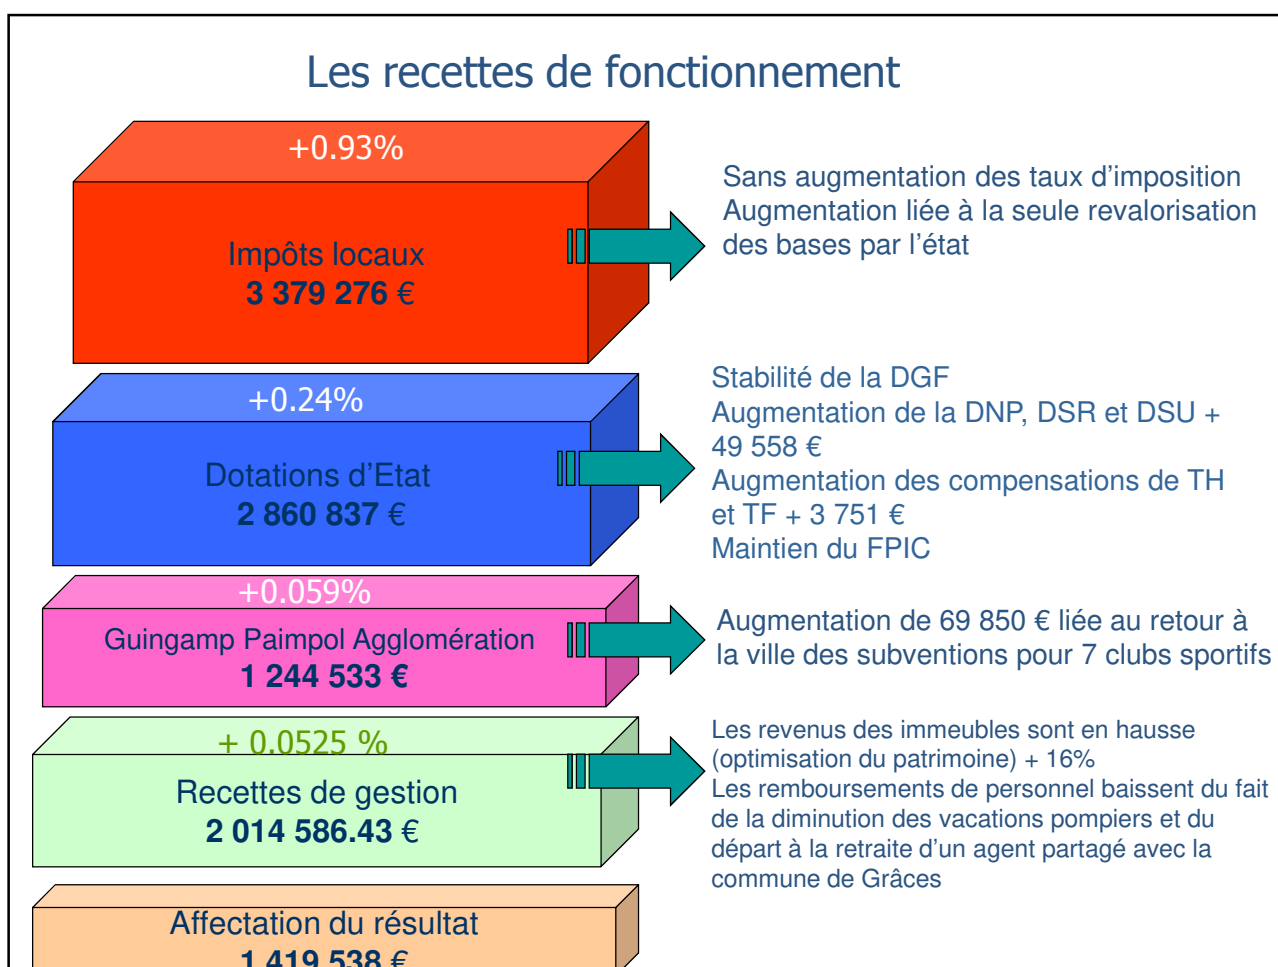 Les recettes de fonctionnement
+0.93%
Impôts locaux
3 379 276 €
Sans augmentation des taux d’imposition
Augmentation liée à la seule revalorisation
des bases par l’état
+0.24%
Dotations d’Etat
2 860 837 €
Stabilité de la DGF
Augmentation de la DNP, DSR et DSU +
49 558 €
Augmentation des compensations de TH
et TF + 3 751 €
Maintien du FPIC
+0.059%
Guingamp Paimpol Agglomération
1 244 533 €
Augmentation de 69 850 € liée au retour à
la ville des subventions pour 7 clubs sportifs
+ 0.0525 %
Recettes de gestion
2 014 586.43 €
Les revenus des immeubles sont en hausse
(optimisation du patrimoine) + 16%
Les remboursements de personnel baissent du fait
de la diminution des vacations pompiers et du
départ à la retraite d’un agent partagé avec la
commune de Grâces
Affectation du résultat
1 419 538 €